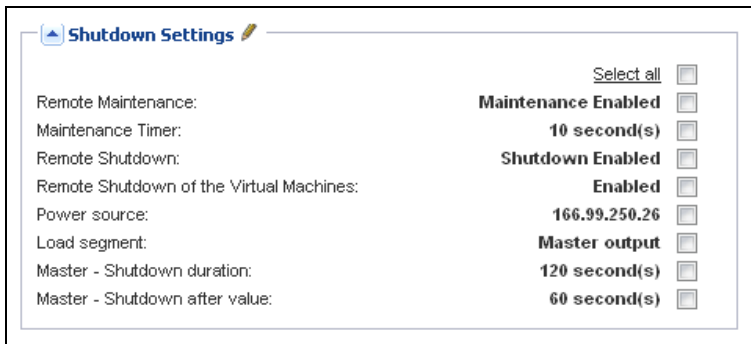 Shutdown Settings
Select all
Remote Maintenance: Maintenance Enabled
Maintenance Timer: 10 second(s)
Remote Shutdown: Shutdown Enabled
Remote Shutdown of the Virtual Machines: Enabled
Power source: 166.99.250.26
Load segment: Master output
Master - Shutdown duration: 120 second(s)
Master - Shutdown after value: 60 second(s)